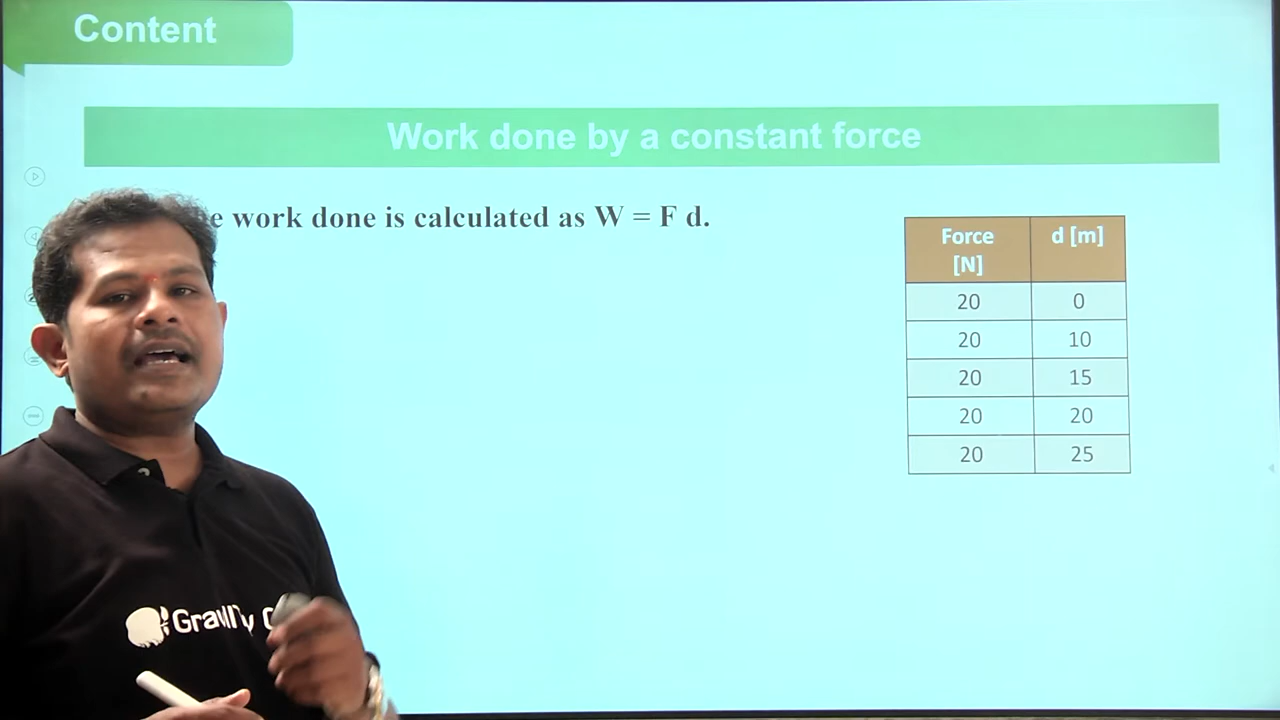 Content
Work done by a constant force
e work done is calculated as W = F d.
Force [N] d [m]
20 0
20 10
20 15
20 20
20 25
GravITy